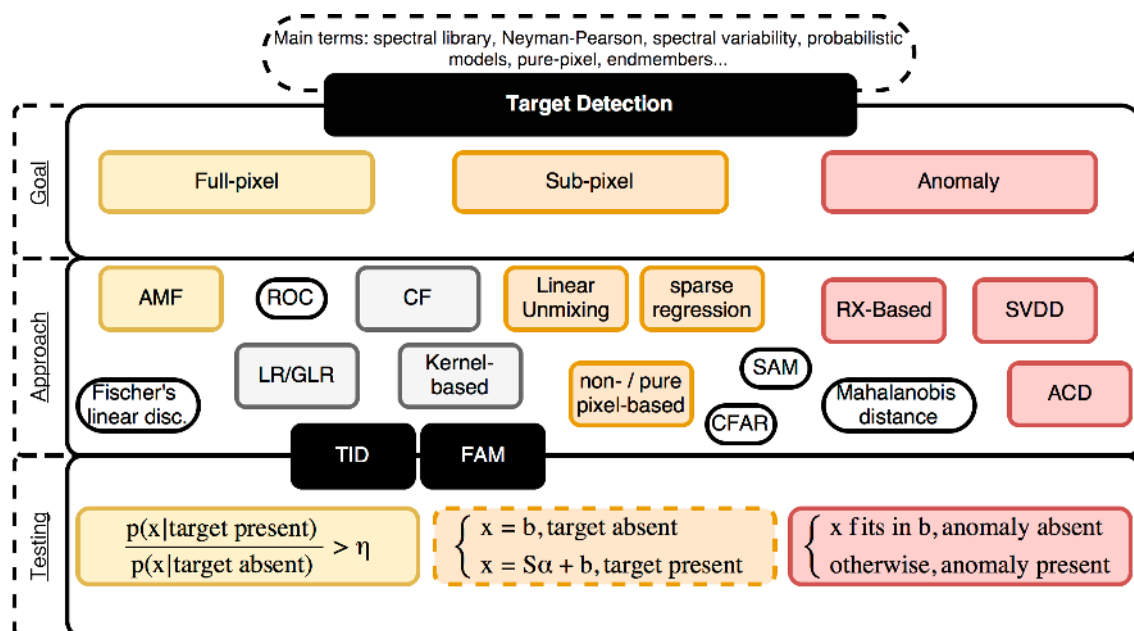 Main terms: spectral library, Neyman-Pearson, spectral variability, probabilistic
models, pure-pixel, endmembers...
Target Detection
Goal
Full-pixel
Sub-pixel
Anomaly
Approach
AMF
ROC
CF
Linear
Unmixing
sparse
regression
RX-Based
SVDD
LR/GLR
Kernel-
based
SAM
Fischer's
linear disc.
non- / pure
pixel-based
CFAR
Mahalanobis
distance
ACD
TID
FAM
Testing
p(x|target present)
p(x|target absent)
> η
{ x = b, target absent
x = Sα + b, target present
{ x fits in b, anomaly absent
otherwise, anomaly present